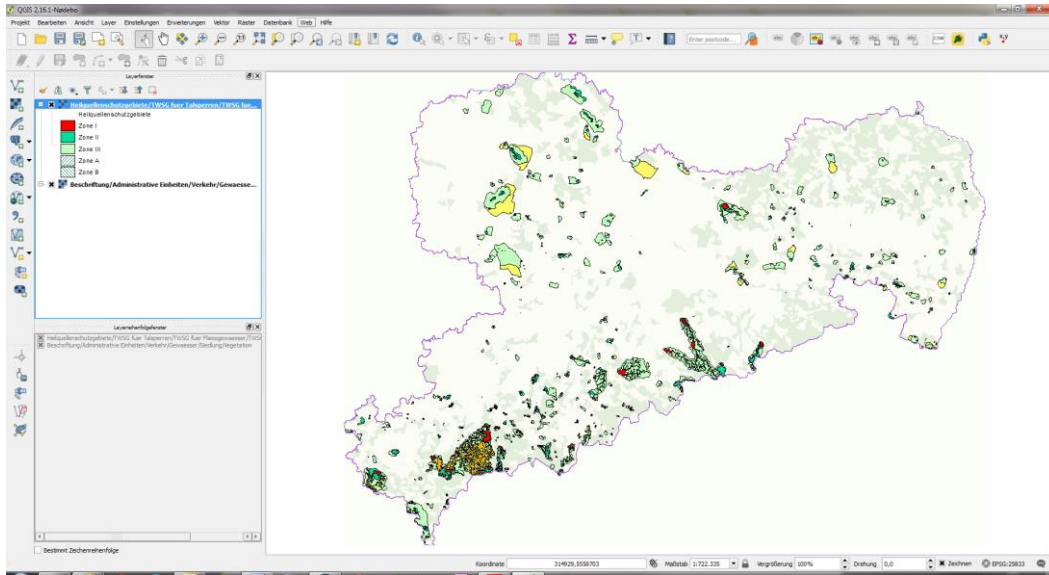 QGIS 2.16.1-Nødebo
Projekt Bearbeiten Ansicht Layer Einstellungen Erweiterungen Vektor Raster Datenbank Web Hilfe
Enter postcode...
Layerfenster
Heilquellenschutzgebiete/TWSG fuer Talsperren/TWSG fue...
Heilquellenschutzgebiete
Zone I
Zone II
Zone III
Zone A
Zone B
Beschriftung/Administrative Einheiten/Verkehr/Gewaesse...
Layerreihenfolgefenster
Heilquellenschutzgebiete/TWSG fuer Talsperren/TWSG fuer Fliessgewaesser/TWSG
Beschriftung/Administrative Einheiten/Verkehr/Gewaesser/Siedlung/Vegetation
Bestimmt Zeichenreihenfolge
Koordinate 314929,5558703 Maßstab 1:722.335 Vergrößerung 100% Drehung 0,0 Zeichnen EPSG:25833